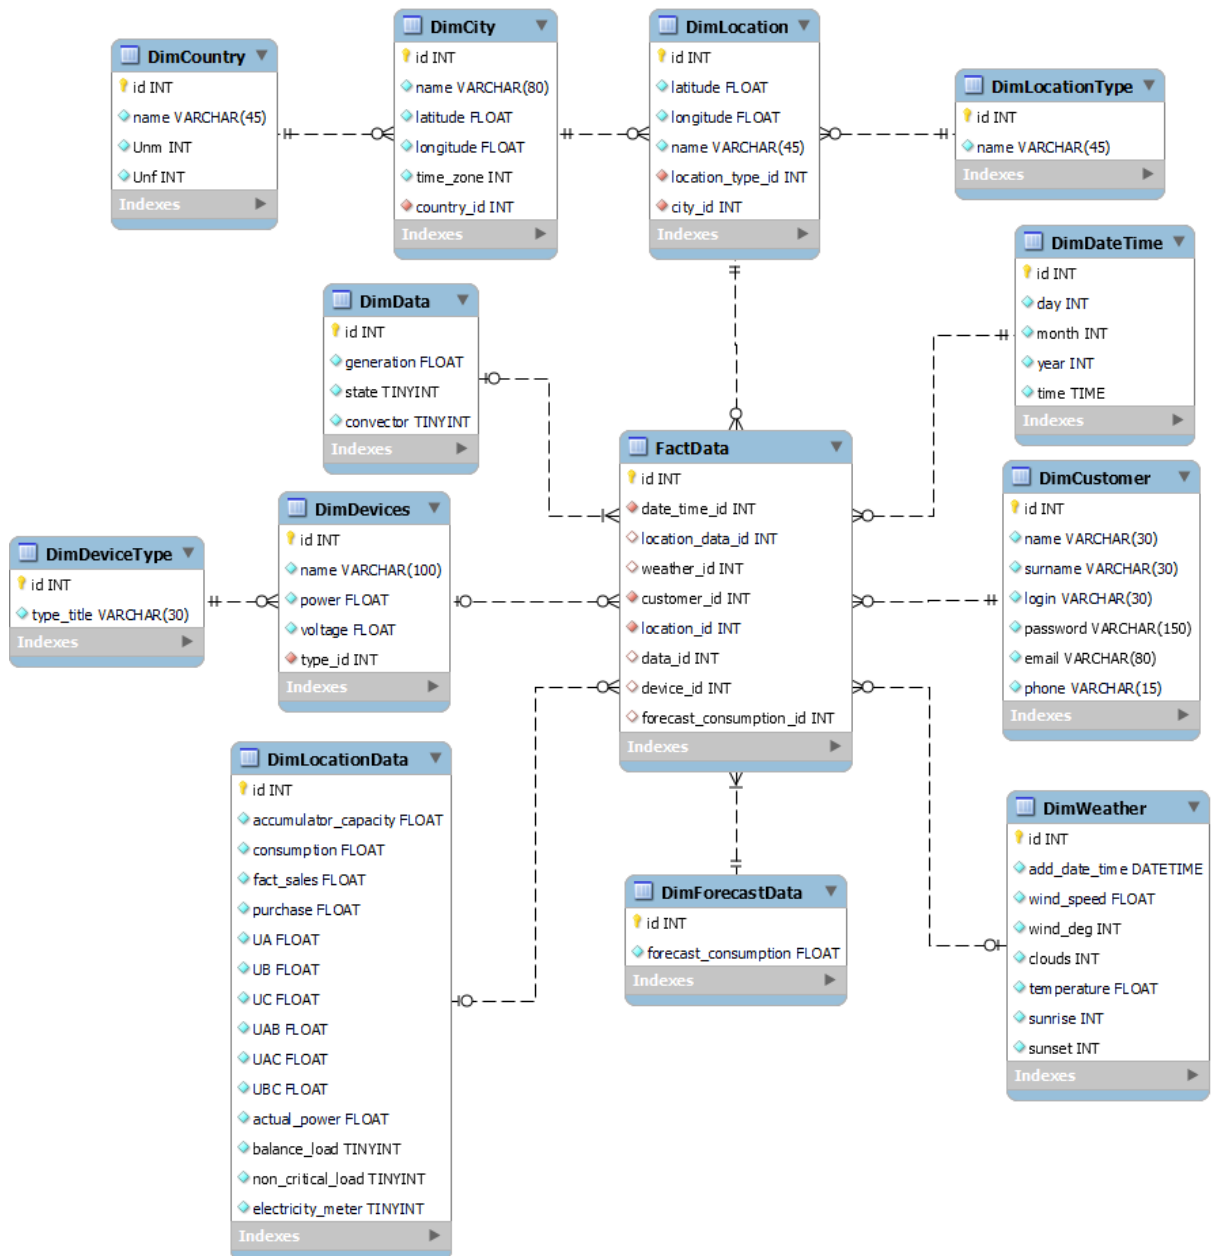 DimCountry
id INT
name VARCHAR(45)
Unm INT
Unf INT
Indexes
DimCity
id INT
name VARCHAR(80)
latitude FLOAT
longitude FLOAT
time_zone INT
country_id INT
Indexes
DimLocation
id INT
latitude FLOAT
longitude FLOAT
name VARCHAR(45)
location_type_id INT
city_id INT
Indexes
DimLocationType
id INT
name VARCHAR(45)
Indexes
DimDateTime
id INT
day INT
month INT
year INT
time TIME
Indexes
DimData
id INT
generation FLOAT
state TINYINT
convector TINYINT
Indexes
FactData
id INT
date_time_id INT
location_data_id INT
weather_id INT
customer_id INT
location_id INT
data_id INT
device_id INT
forecast_consumption_id INT
Indexes
DimCustomer
id INT
name VARCHAR(30)
surname VARCHAR(30)
login VARCHAR(30)
password VARCHAR(150)
email VARCHAR(80)
phone VARCHAR(15)
Indexes
DimDevices
id INT
name VARCHAR(100)
power FLOAT
voltage FLOAT
type_id INT
Indexes
DimDeviceType
id INT
type_title VARCHAR(30)
Indexes
DimLocationData
id INT
accumulator_capacity FLOAT
consumption FLOAT
fact_sales FLOAT
purchase FLOAT
UA FLOAT
UB FLOAT
UC FLOAT
UAB FLOAT
UAC FLOAT
UBC FLOAT
actual_power FLOAT
balance_load TINYINT
non_critical_load TINYINT
electricity_meter TINYINT
Indexes
DimForecastData
id INT
forecast_consumption FLOAT
Indexes
DimWeather
id INT
add_date_time DATETIME
wind_speed FLOAT
wind_deg INT
clouds INT
temperature FLOAT
sunrise INT
sunset INT
Indexes